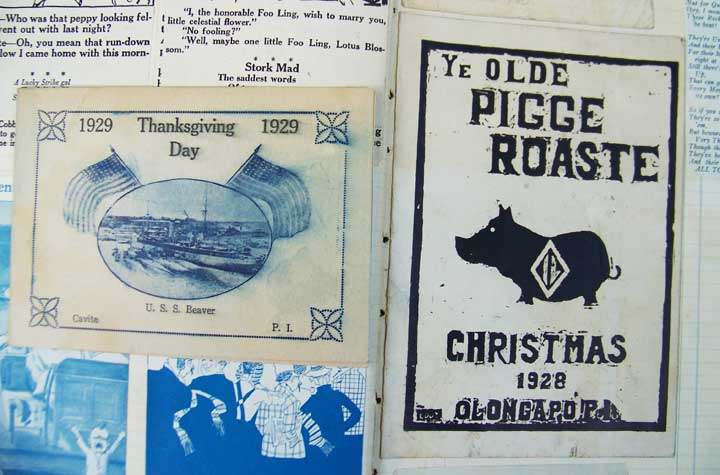 —Who was that peppy looking fel-
vent out with last night?
te—Oh, you mean that run-down
low I came home with this morn-
* * *
A Lucky Strike gal
"I, the honorable Foo Ling, wish to marry you,
little celestial flower."
"No fooling?"
"Well, maybe one little Foo Ling, Lotus Blos-
som."
* * *
Stork Mad
The saddest words
1929 Thanksgiving 1929
Day
U. S. S. Beaver
Cavite P. I.
YE OLDE
PIGGE
ROASTE
CHRISTMAS
1928
OLONGAPO P.I.